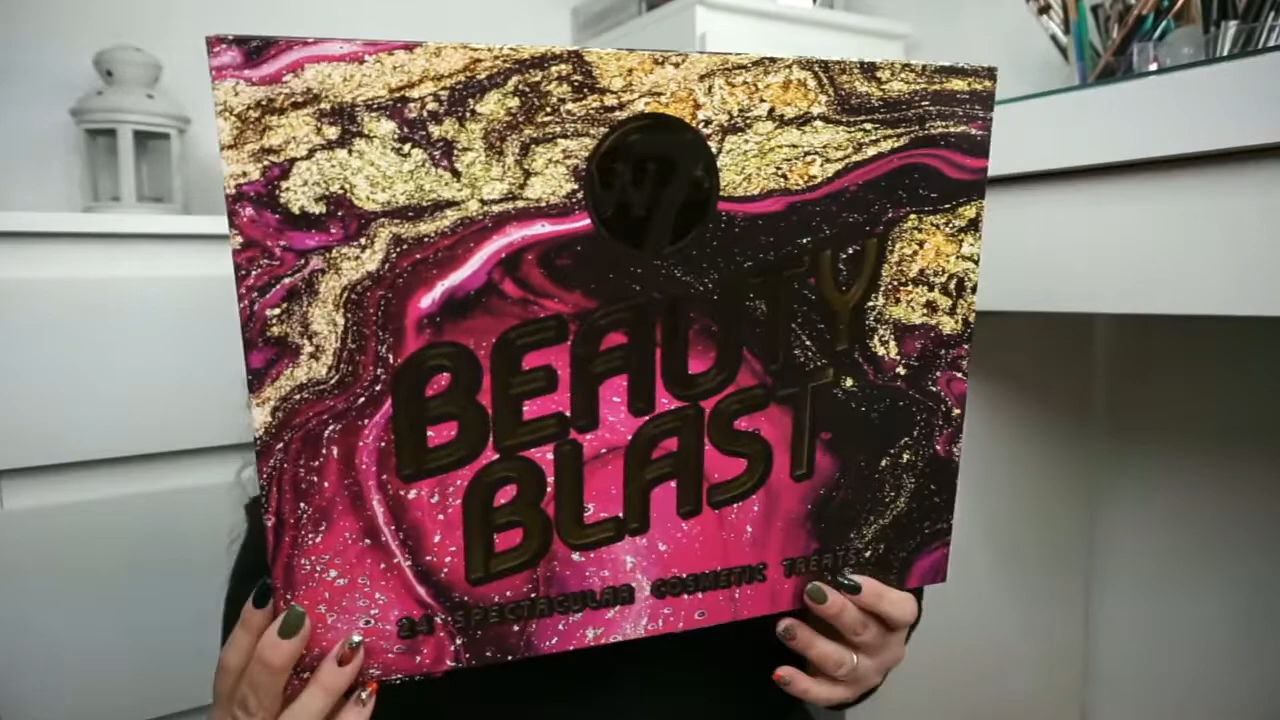 W7
BEAUTY
BLAST
24 SPECTACULAR COSMETIC TREATS